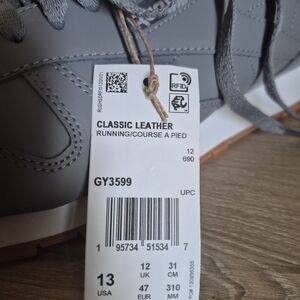 RFID
CLASSIC LEATHER
RUNNING/COURSE A PIED
12
690
GY3599
UPC
1 95734 51534 7
13
USA
12
UK
31
CM
47
EUR
310
MM